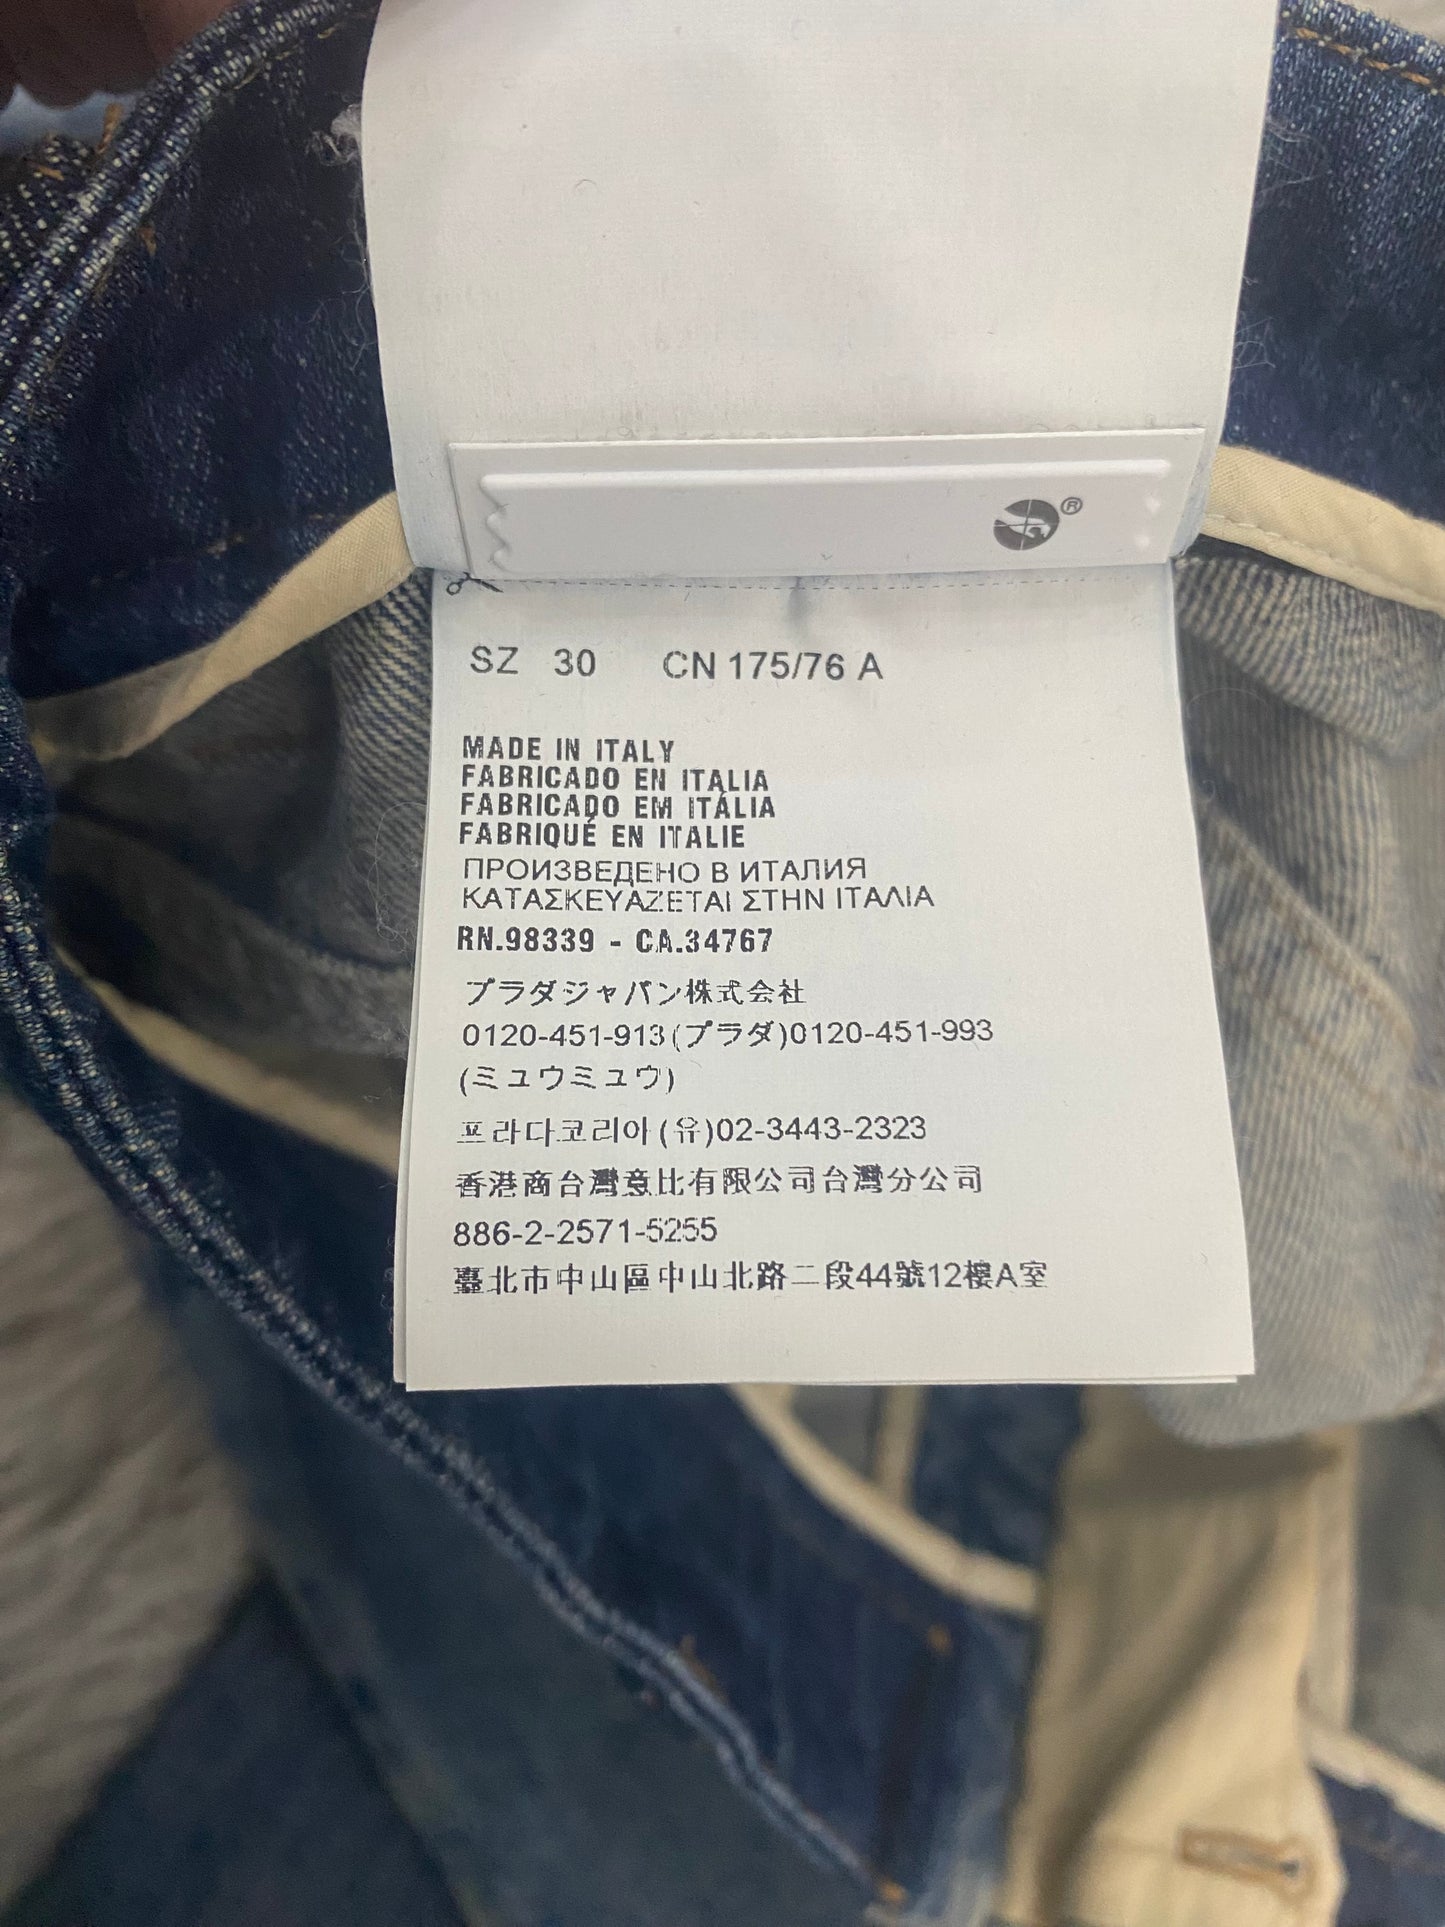 ®
SZ 30 CN 175/76 A
MADE IN ITALY
FABRICADO EN ITALIA
FABRICADO EM ITÁLIA
FABRIQUÉ EN ITALIE
ПРОИЗВЕДЕНО В ИТАЛИЯ
ΚΑΤΑΣΚΕΥΑΖΕΤΑΙ ΣΤΗΝ ΙΤΑΛΙΑ
RN.98339 - CA.34767
プラダジャパン株式会社
0120-451-913(プラダ)0120-451-993
(ミュウミュウ)
프라다코리아(유)02-3443-2323
香港商台灣意比有限公司台灣分公司
886-2-2571-5255
臺北市中山區中山北路二段44號12樓A室